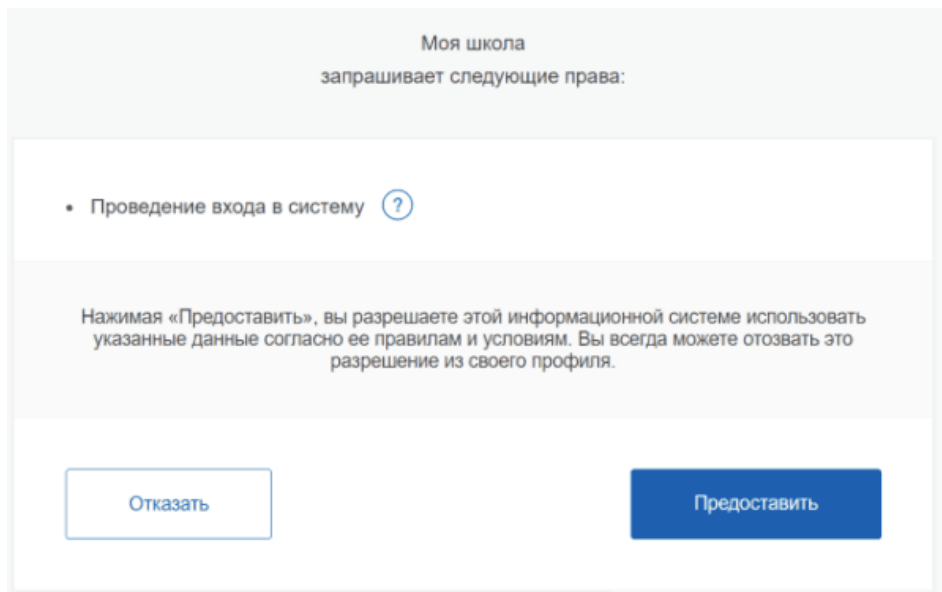 Моя школа
запрашивает следующие права:
• Проведение входа в систему ?
Нажимая «Предоставить», вы разрешаете этой информационной системе использовать
указанные данные согласно ее правилам и условиям. Вы всегда можете отозвать это
разрешение из своего профиля.
Отказать
Предоставить